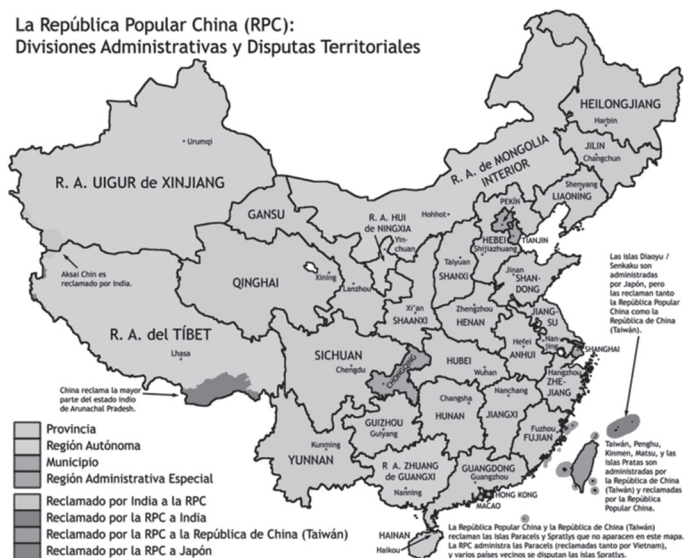 La República Popular China (RPC):
Divisiones Administrativas y Disputas Territoriales
HEILONGJIANG
Harbin
JILIN
Changchun
R. A. de MONGOLIA
INTERIOR
Shenyang
LIAONING
Urumqi
R. A. UIGUR de XINJIANG
GANSU
R. A. HUI
de NINGXIA
Hohhot
PEKÍN
Yin-
chuan
HEBEI
TIANJIN
Shijiazhuang
Las islas Diaoyu /
Senkaku son
administradas
por Japón, pero
las reclaman tanto
la República Popular
China como la
República de China
(Taiwán).
Aksai Chin es
reclamado por India.
QINGHAI
Xining
Lanzhou
Taiyuan
SHANXI
Jinan
SHAN-
DONG
R. A. del TÍBET
Lhasa
Xi'an
SHAANXI
Zhengzhou
HENAN
JIANG-
SU
Nan-
jing
SHANGHAI
SICHUAN
Chengdu
CHONGQING
HUBEI
Wuhan
Hefei
ANHUI
Hangzhou
ZHE-
JIANG
China reclama la mayor
parte del estado indio
de Arunachal Pradesh.
Changsha
HUNAN
Nanchang
JIANGXI
GUIZHOU
Guiyang
Fuzhou
FUJIAN
Kunming
YUNNAN
R A. ZHUANG
de GUANGXI
Nanning
GUANGDONG
Guangzhou
HONG KONG
MACAO
HAINAN
Haikou
Taiwán, Penghu,
Kinmen, Matsu, y las
islas Pratas son
administradas
por la República
de China
(Taiwán) y reclamadas
por la República
Popular China.
Provincia
Región Autónoma
Municipio
Región Administrativa Especial
Reclamado por India a la RPC
Reclamado por la RPC a India
Reclamado por la RPC a la República de China (Taiwán)
Reclamado por la RPC a Japón
La República Popular China y la República de China (Taiwán)
reclaman las islas Paracels y Spratlys que no aparecen en este mapa.
La RPC administra las Paracels (reclamadas tanto por Vietnam),
y varios países vecinos se disputan las islas Spratlys.